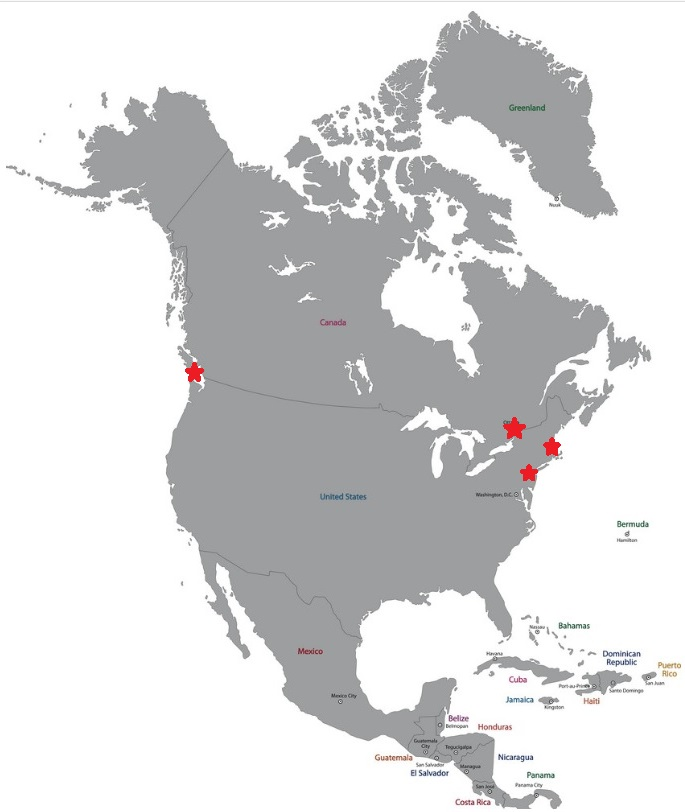 Greenland
Nuuk
Canada
United States
Washington, D.C.
Bermuda
Hamilton
Nassau
Bahamas
Mexico
Havana
Dominican
Republic
Puerto
Rico
Cuba
Port-au-Prince
Santo Domingo
San Juan
Mexico City
Jamaica
Kingston
Haiti
Belize
Belmopan
Honduras
Guatemala
City
Tegucigalpa
Guatemala
San Salvador
Nicaragua
El Salvador
Managua
Panama
San José
Panama City
Costa Rica